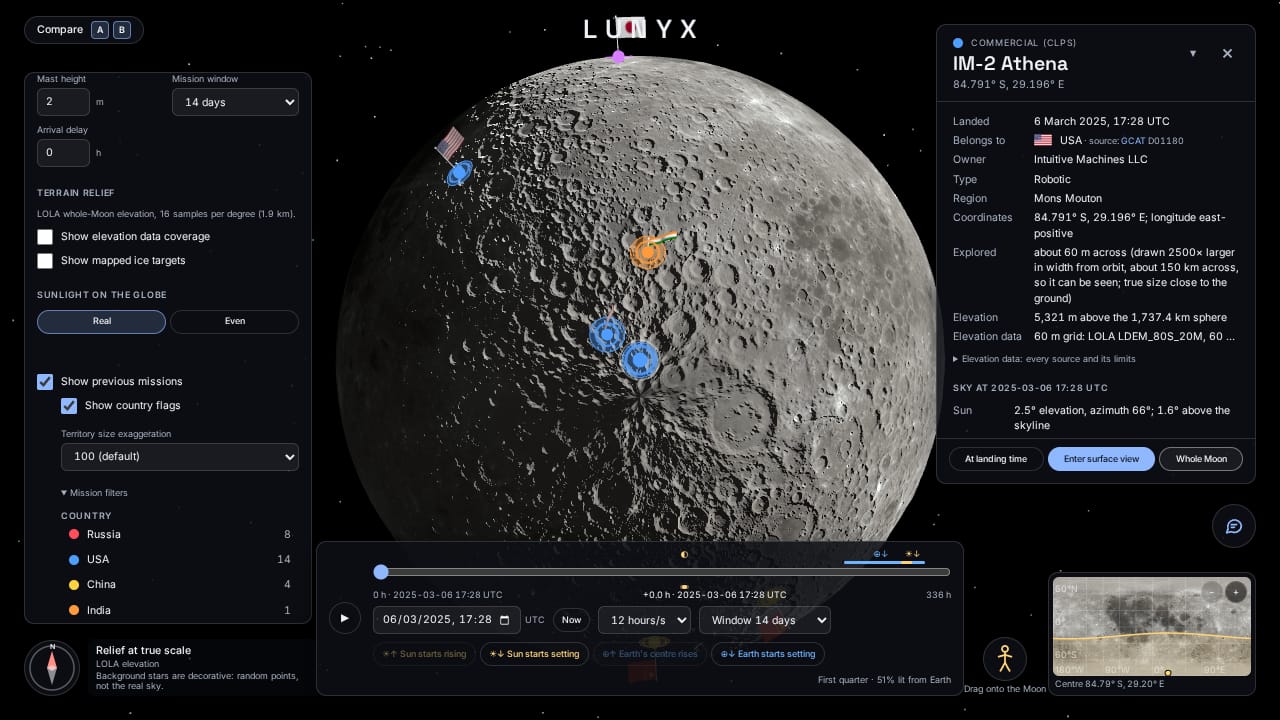 Compare A B
LUNYX
Mast height
Mission window
2 m
14 days
Arrival delay
0 h
TERRAIN RELIEF
LOLA whole-Moon elevation, 16 samples per degree (1.9 km).
Show elevation data coverage
Show mapped ice targets
SUNLIGHT ON THE GLOBE
Real
Even
Show previous missions
Show country flags
Territory size exaggeration
100 (default)
▾ Mission filters
COUNTRY
Russia 8
USA 14
China 4
India 1
N
Relief at true scale
LOLA elevation
Background stars are decorative: random points,
not the real sky.
COMMERCIAL (CLPS)
IM-2 Athena
84.791° S, 29.196° E
Landed 6 March 2025, 17:28 UTC
Belongs to USA · source: GCAT D01180
Owner Intuitive Machines LLC
Type Robotic
Region Mons Mouton
Coordinates 84.791° S, 29.196° E; longitude east-
positive
Explored about 60 m across (drawn 2500× larger
in width from orbit, about 150 km across,
so it can be seen; true size close to the
ground)
Elevation 5,321 m above the 1,737.4 km sphere
Elevation data 60 m grid: LOLA LDEM_80S_20M, 60 ...
▸ Elevation data: every source and its limits
SKY AT 2025-03-06 17:28 UTC
Sun 2.5° elevation, azimuth 66°; 1.6° above the
skyline
At landing time
Enter surface view
Whole Moon
⊕↓ ☀↓
0 h · 2025-03-06 17:28 UTC
+0.0 h · 2025-03-06 17:28 UTC
336 h
06/03/2025, 17:28 UTC
Now
12 hours/s
Window 14 days
☀↑ Sun starts rising
☀↓ Sun starts setting
⊕↑ Earth's centre rises
⊕↓ Earth starts setting
First quarter · 51% lit from Earth
Drag onto the Moon
60°N
0°
60°S
180°W 90°W 0° 90°E
− +
Centre 84.79° S, 29.20° E